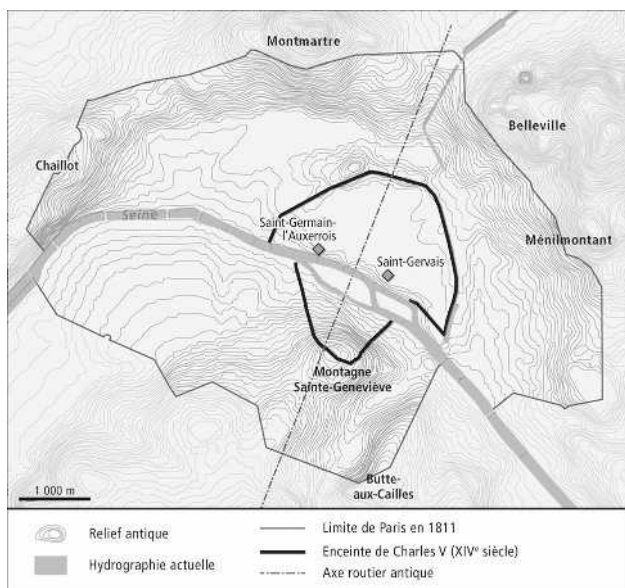 Montmartre
Belleville
Chaillot
Seine
Saint-Germain-
l'Auxerrois
Ménilmontant
Saint-Gervais
Montagne
Sainte-Geneviève
Butte-
aux-Cailles
1 000 m
Relief antique
Limite de Paris en 1811
Hydrographie actuelle
Enceinte de Charles V (XIVe siècle)
Axe routier antique